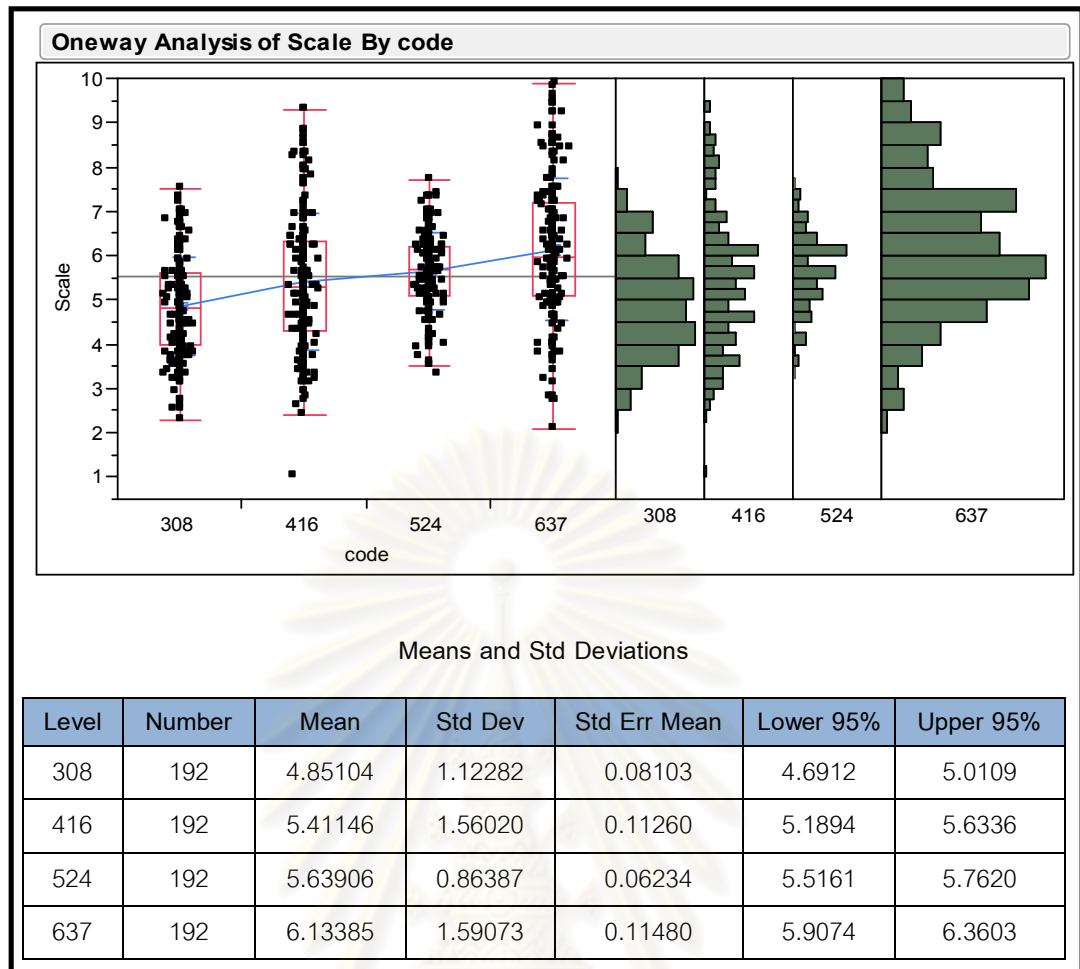 Oneway Analysis of Scale By code
10
9
8
7
6
5
4
3
2
1
Scale
308 416 524 637
code
308 416 524 637
Means and Std Deviations
Level Number Mean Std Dev Std Err Mean Lower 95% Upper 95%
308 192 4.85104 1.12282 0.08103 4.6912 5.0109
416 192 5.41146 1.56020 0.11260 5.1894 5.6336
524 192 5.63906 0.86387 0.06234 5.5161 5.7620
637 192 6.13385 1.59073 0.11480 5.9074 6.3603